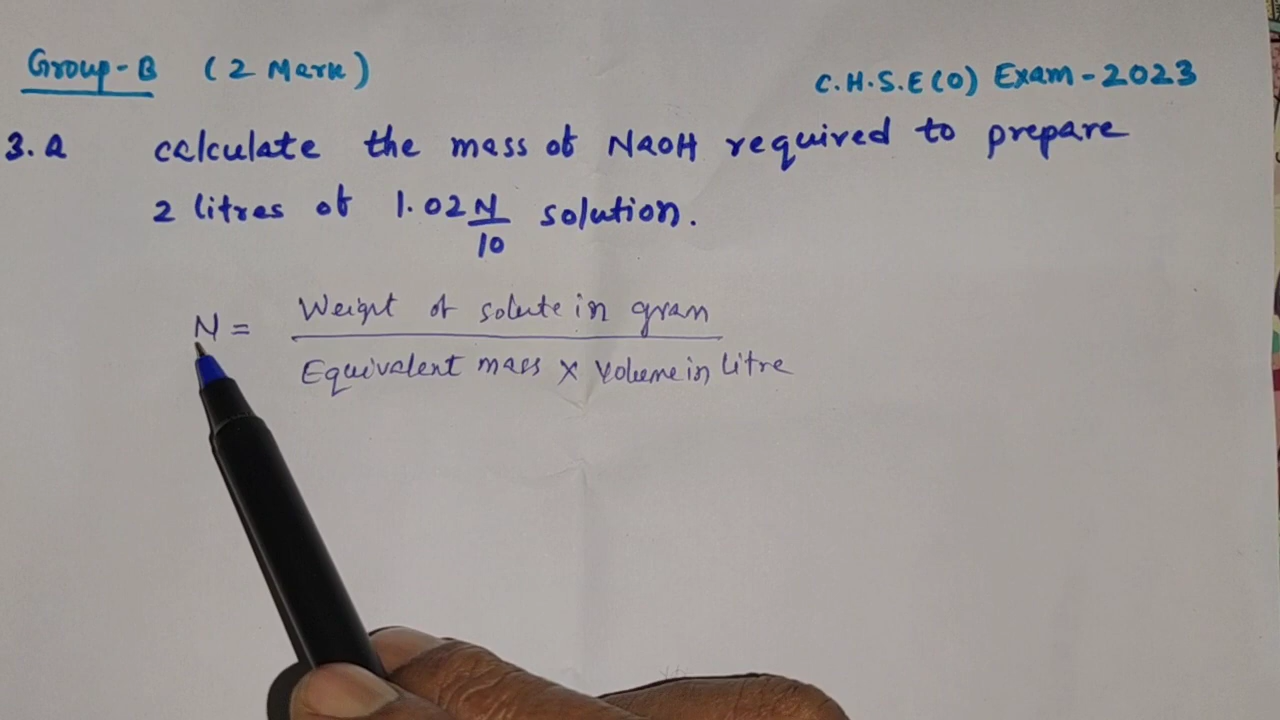 Group-B (2 Mark) C.H.S.E(O) Exam-2023
3.a calculate the mass of NaOH required to prepare
2 litres of 1.02 N/10 solution.
N = Weight of solute in gram
Equivalent mass x Volume in litre